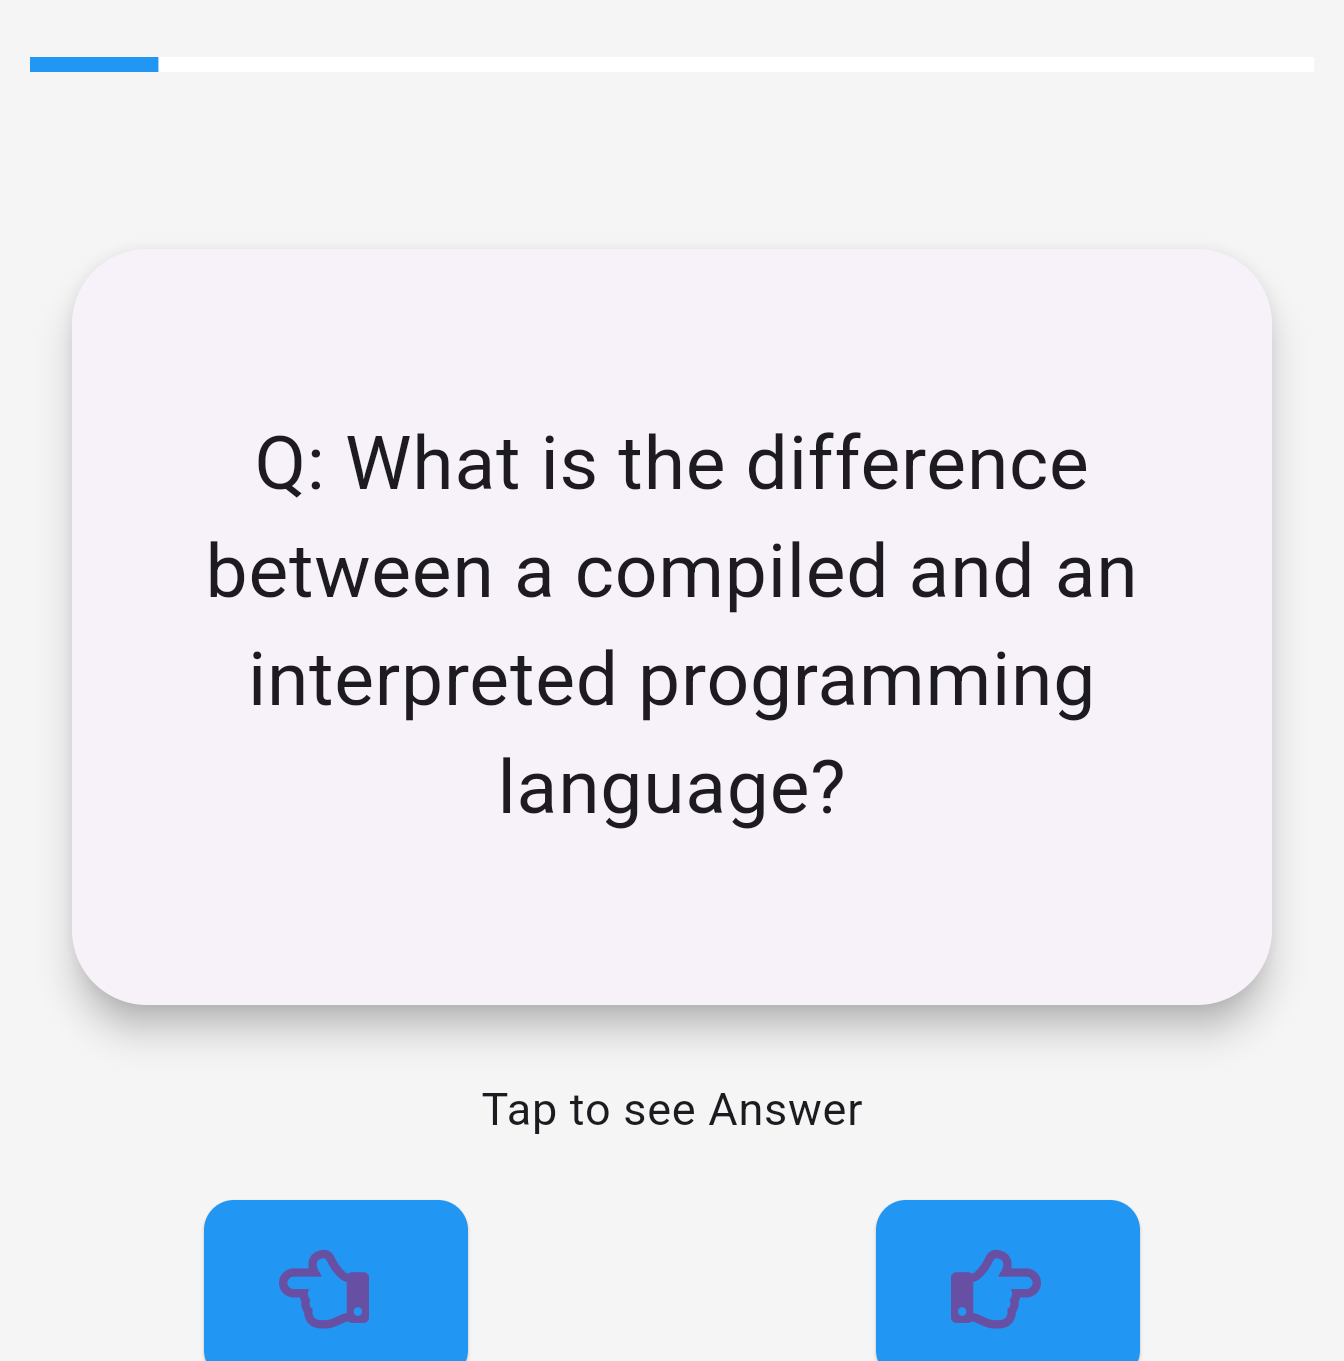 Q: What is the difference
between a compiled and an
interpreted programming
language?
Tap to see Answer